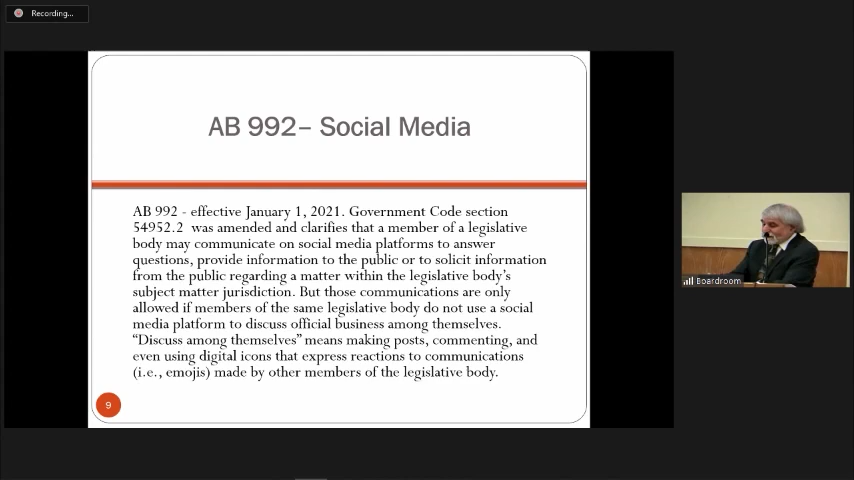 Recording...
AB 992– Social Media
AB 992 - effective January 1, 2021. Government Code section
54952.2 was amended and clarifies that a member of a legislative
body may communicate on social media platforms to answer
questions, provide information to the public or to solicit information
from the public regarding a matter within the legislative body's
subject matter jurisdiction. But those communications are only
allowed if members of the same legislative body do not use a social
media platform to discuss official business among themselves.
“Discuss among themselves” means making posts, commenting, and
even using digital icons that express reactions to communications
(i.e., emojis) made by other members of the legislative body.
9
Boardroom